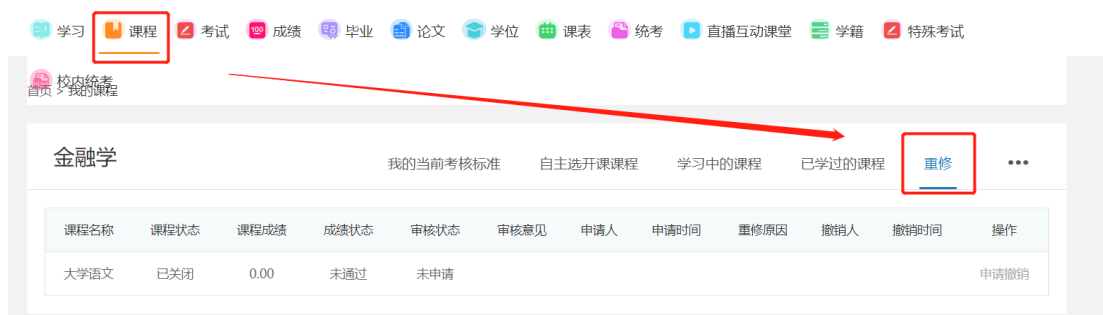 学习 课程 考试 成绩 毕业 论文 学位 课表 统考 直播互动课堂 学籍 特殊考试
校内统考
首页 > 我的课程
金融学 我的当前考核标准 自主选开课课程 学习中的课程 已学过的课程 重修 •••
课程名称 课程状态 课程成绩 成绩状态 审核状态 审核意见 申请人 申请时间 重修原因 撤销人 撤销时间 操作
大学语文 已关闭 0.00 未通过 未申请 申请撤销